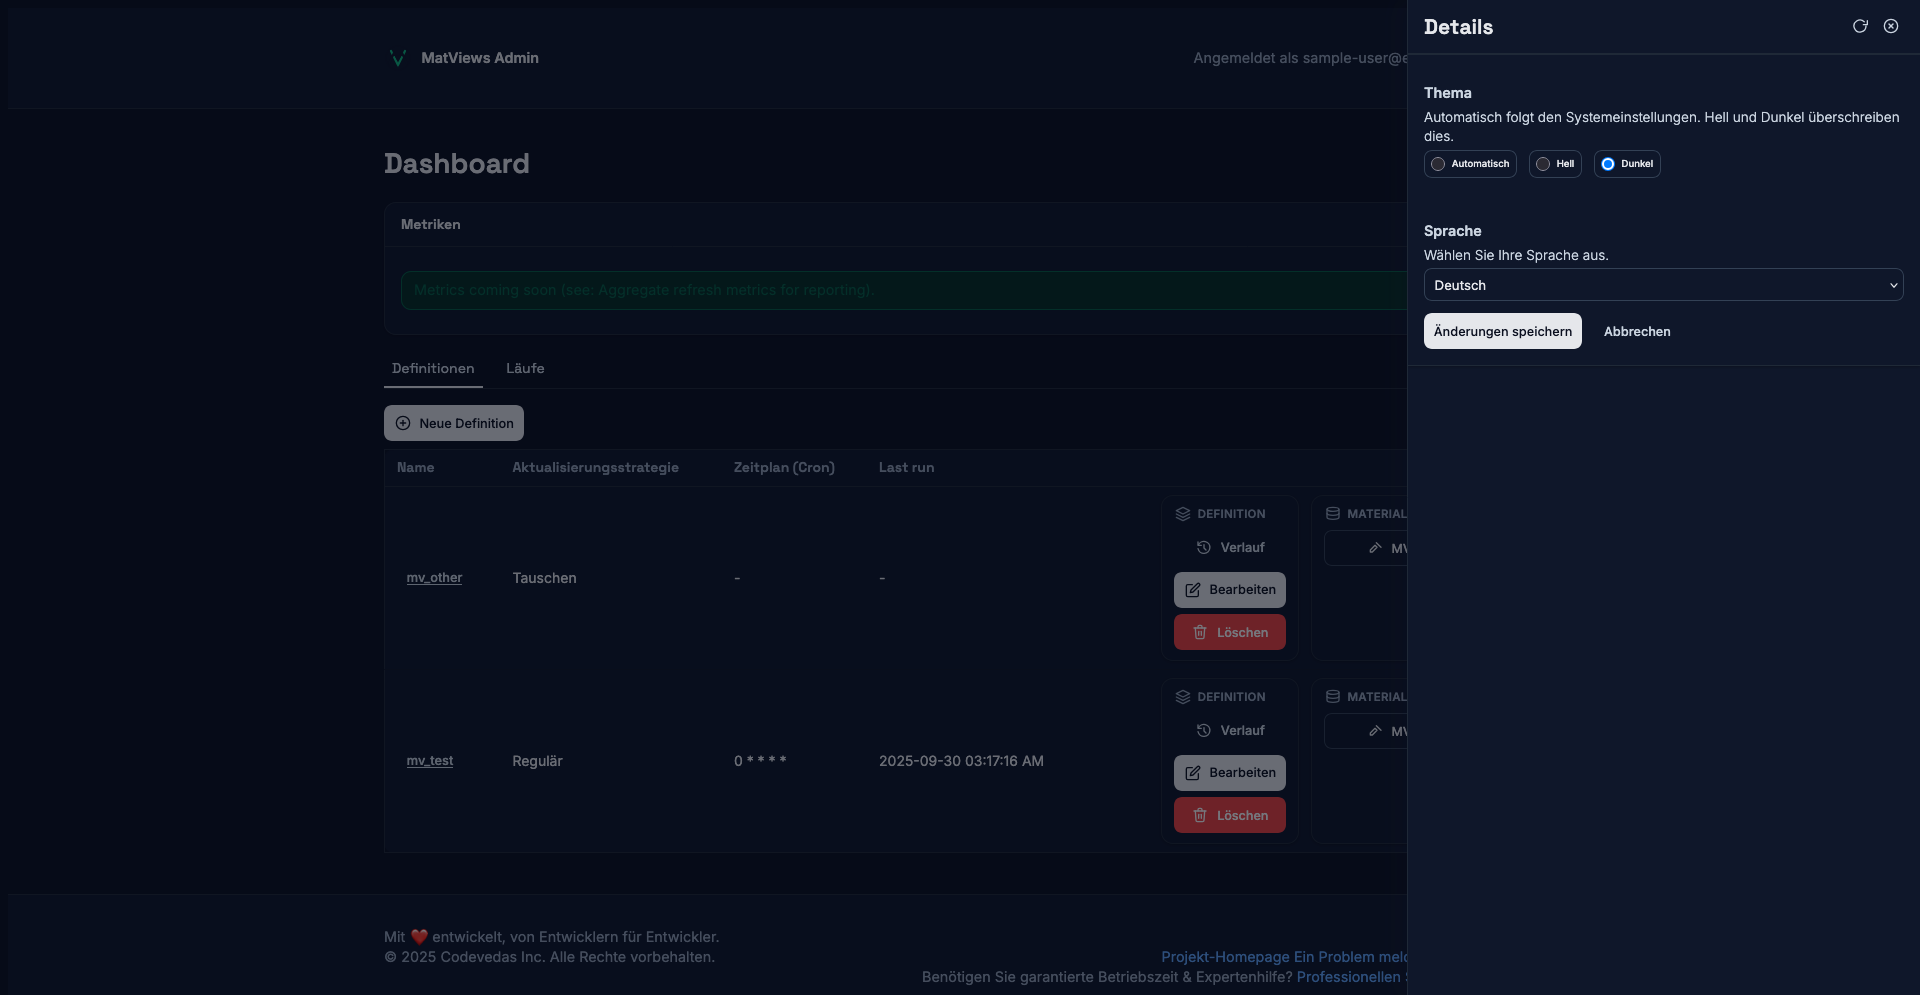 MatViews Admin
Angemeldet als sample-user@e
Dashboard
Metriken
Metrics coming soon (see: Aggregate refresh metrics for reporting).
Definitionen
Läufe
Neue Definition
Name
Aktualisierungsstrategie
Zeitplan (Cron)
Last run
mv_other
Tauschen
-
-
DEFINITION
Verlauf
Bearbeiten
Löschen
MATERIAL
MV
mv_test
Regulär
0 * * * *
2025-09-30 03:17:16 AM
DEFINITION
Verlauf
Bearbeiten
Löschen
MATERIAL
MV
Mit ❤️ entwickelt, von Entwicklern für Entwickler.
© 2025 Codevedas Inc. Alle Rechte vorbehalten.
Projekt-Homepage Ein Problem meld
Benötigen Sie garantierte Betriebszeit & Expertenhilfe? Professionellen
Details
Thema
Automatisch folgt den Systemeinstellungen. Hell und Dunkel überschreiben
dies.
Automatisch
Hell
Dunkel
Sprache
Wählen Sie Ihre Sprache aus.
Deutsch
Änderungen speichern
Abbrechen